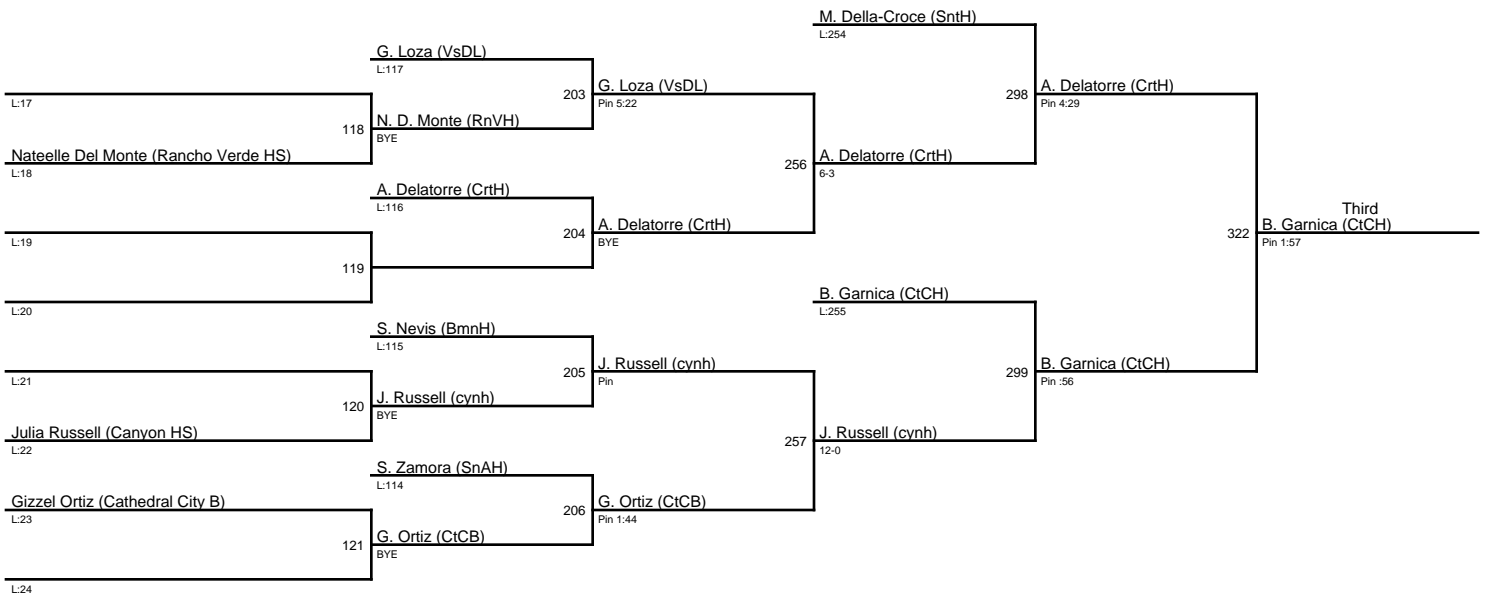 M. Della-Croce (SntH)
L:254
G. Loza (VsDL)
L:117
203
G. Loza (VsDL)
Pin 5:22
298
A. Delatorre (CrtH)
Pin 4:29
L:17
118
N. D. Monte (RnVH)
BYE
Nateelle Del Monte (Rancho Verde HS)
L:18
256
A. Delatorre (CrtH)
6-3
A. Delatorre (CrtH)
L:116
204
A. Delatorre (CrtH)
BYE
L:19
119
L:20
322
Third
B. Garnica (CtCH)
Pin 1:57
B. Garnica (CtCH)
L:255
S. Nevis (BmnH)
L:115
205
J. Russell (cynh)
Pin
299
B. Garnica (CtCH)
Pin :56
L:21
120
J. Russell (cynh)
BYE
Julia Russell (Canyon HS)
L:22
257
J. Russell (cynh)
12-0
S. Zamora (SnAH)
L:114
206
G. Ortiz (CtCB)
Pin 1:44
Gizzel Ortiz (Cathedral City B)
L:23
121
G. Ortiz (CtCB)
BYE
L:24